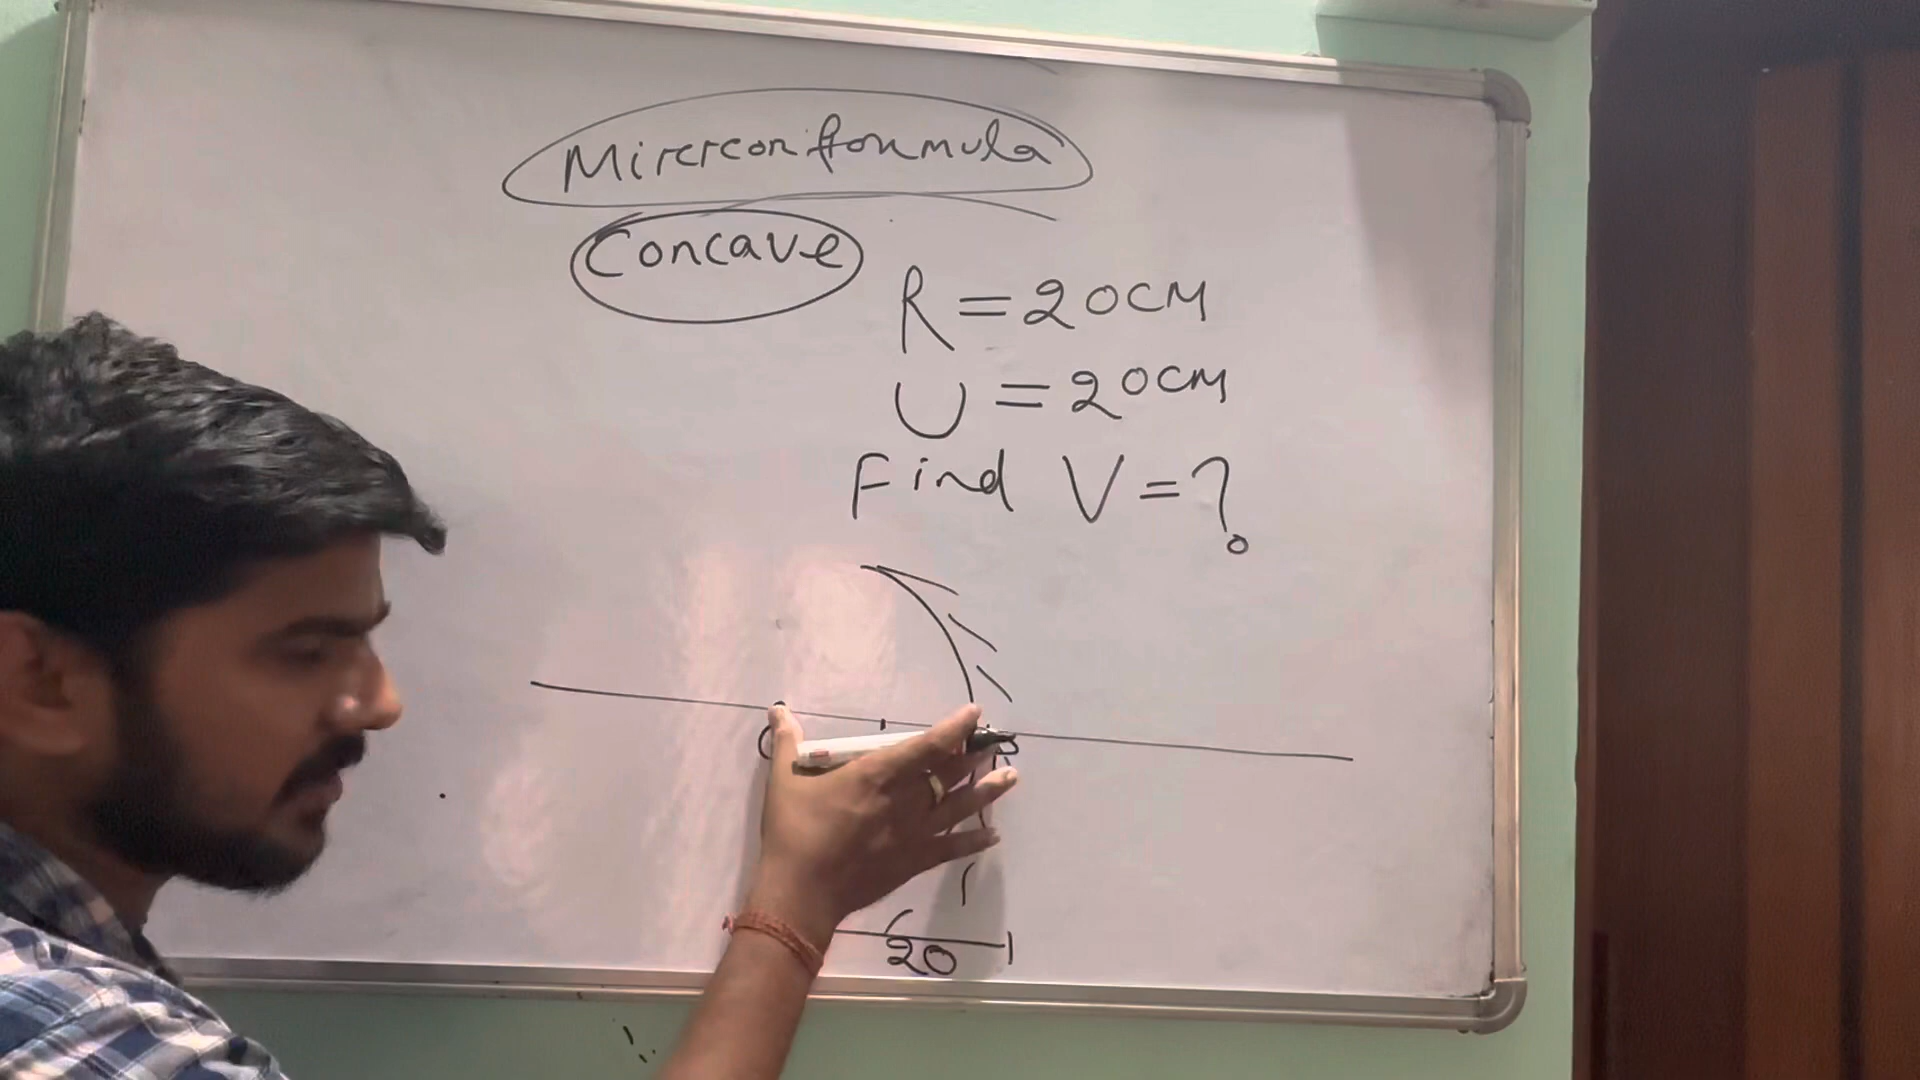 Mirrcor formula
Concave
R = 20CM
U = 20CM
Find V = ?
20